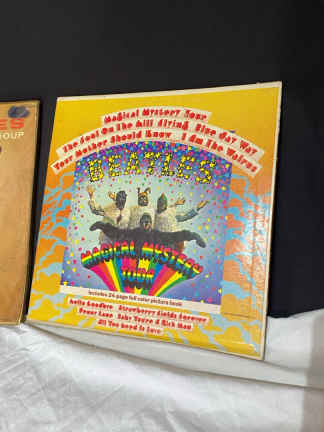 ES
OUP
Magical Mystery Tour
The Fool On The Hill Flying Blue Jay Way
Your Mother Should Know I Am The Walrus
BEATLES
MAGICAL MYSTERY
TOUR
Includes 24-page full color picture book
Hello Goodbye Strawberry Fields Forever
Penny Lane Baby You're A Rich Man
All You Need Is Love